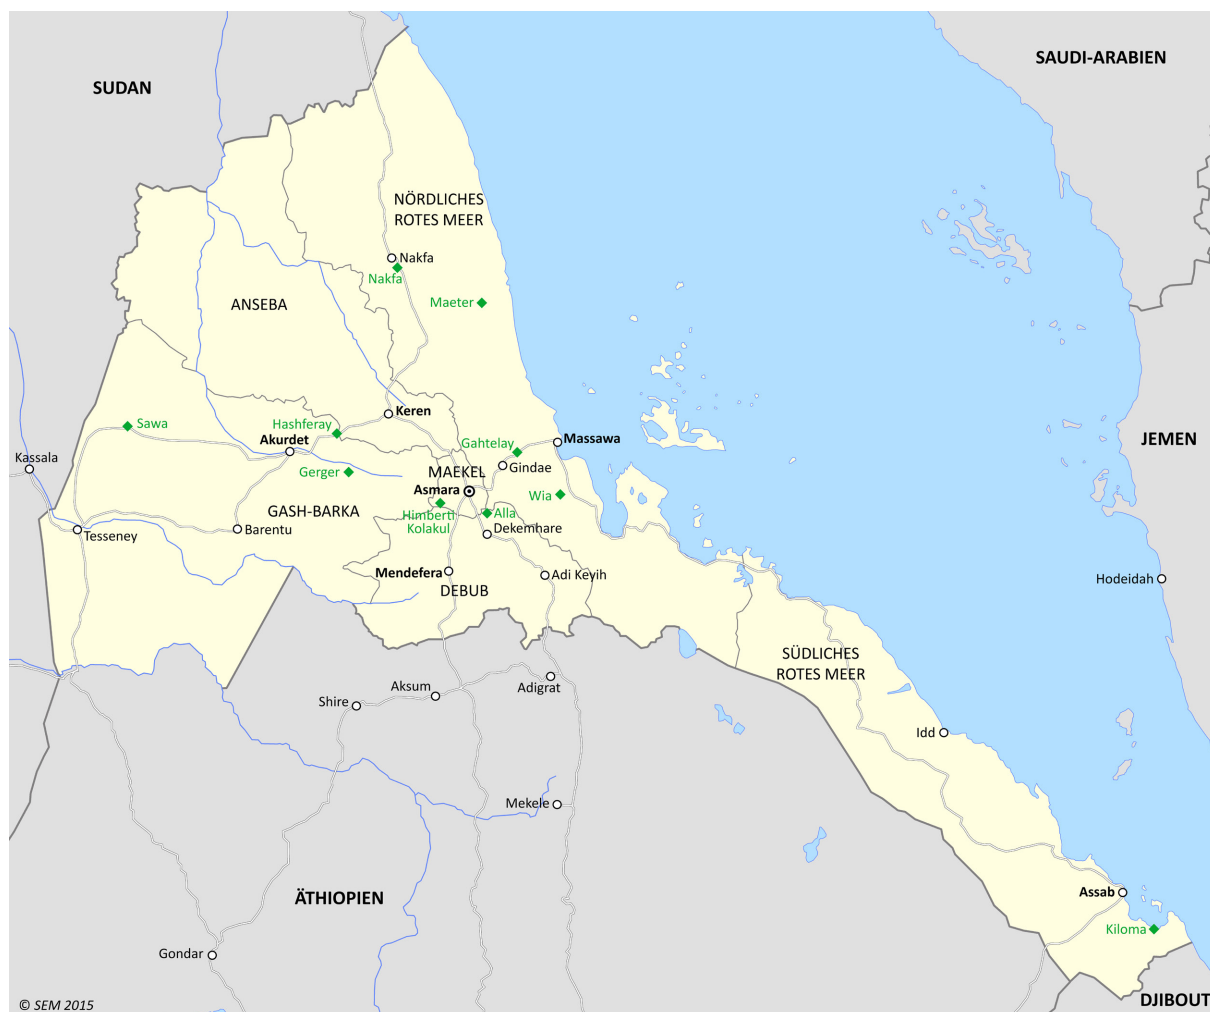 SAUDI-ARABIEN
SUDAN
NÖRDLICHES
ROTES MEER
Nakfa
Nakfa
Maeter
ANSEBA
Keren
Sawa
Hashferay
Akurdet
Massawa
JEMEN
Gahtelay
Kassala
Gindae
MAEKEL
Gerger
Asmara
Wia
GASH-BARKA
Himberti
Kolakul
Alla
Barentu
Dekemhare
Tesseney
Mendefera
Adi Keyih
Hodeidah
DEBUB
SÜDLICHES
ROTES MEER
Aksum
Adigrat
Shire
Idd
Mekele
Assab
ÄTHIOPIEN
Kiloma
Gondar
DJIBOUT
© SEM 2015